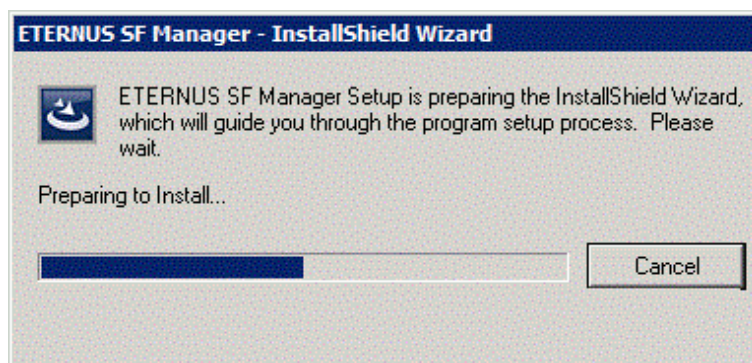 ETERNUS SF Manager - InstallShield Wizard
ETERNUS SF Manager Setup is preparing the InstallShield Wizard,
which will guide you through the program setup process.  Please
wait.
Preparing to Install...
Cancel